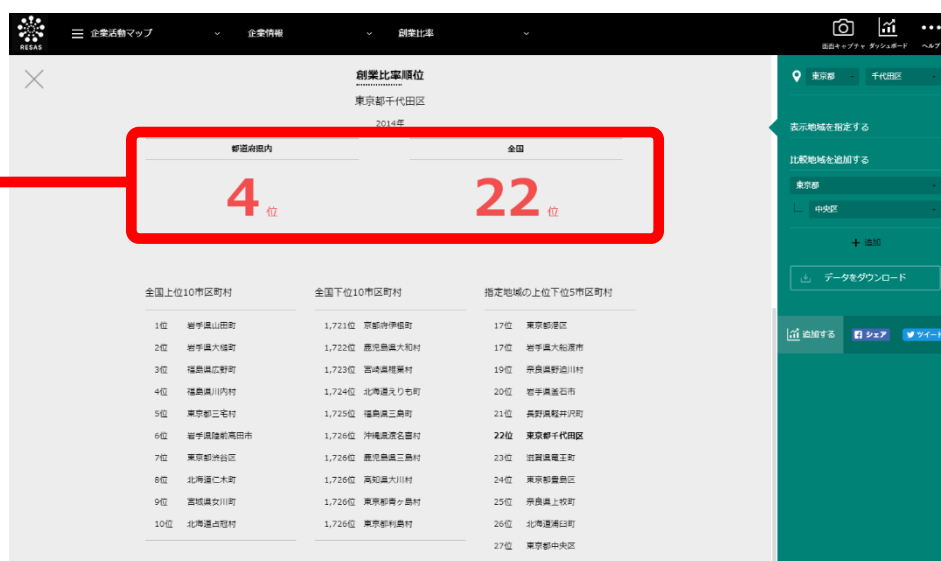 RESAS
企業活動マップ
企業情報
創業比率
画面キャプチャ ダッシュボード ヘルプ
創業比率順位
東京都千代田区
2014年
都道府県内
全国
4位
22位
全国上位10市区町村
1位 岩手県山田町
2位 岩手県大槌町
3位 福島県広野町
4位 福島県川内村
5位 東京都三宅村
6位 岩手県陸前高田市
7位 東京都渋谷区
8位 北海道仁木町
9位 宮城県女川町
10位 北海道占冠村
全国下位10市区町村
1,721位 京都府伊根町
1,722位 鹿児島県大和村
1,723位 宮崎県椎葉村
1,724位 北海道えりも町
1,725位 福島県三島町
1,726位 沖縄県渡名喜村
1,726位 鹿児島県三島村
1,726位 高知県大川村
1,726位 東京都青ヶ島村
1,726位 東京都利島村
指定地域の上位下位5市区町村
17位 東京都港区
17位 岩手県大船渡市
19位 奈良県野迫川村
20位 岩手県釜石市
21位 長野県軽井沢町
22位 東京都千代田区
23位 滋賀県竜王町
24位 東京都豊島区
25位 奈良県上牧町
26位 北海道浦臼町
27位 東京都中央区
東京都 千代田区
表示地域を指定する
比較地域を追加する
東京都
中央区
+ 追加
データをダウンロード
追加する
シェア
ツイート